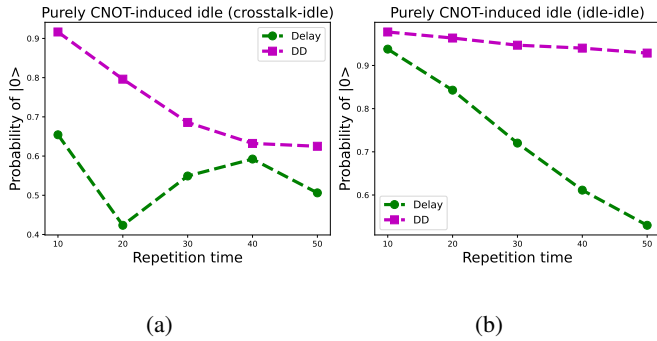 Purely CNOT-induced idle (crosstalk-idle)
Probability of |0>
0.9
0.8
0.7
0.6
0.5
0.4
Delay
DD
10 20 30 40 50
Repetition time
(a)
Purely CNOT-induced idle (idle-idle)
Probability of |0>
0.9
0.8
0.7
0.6
Delay
DD
10 20 30 40 50
Repetition time
(b)